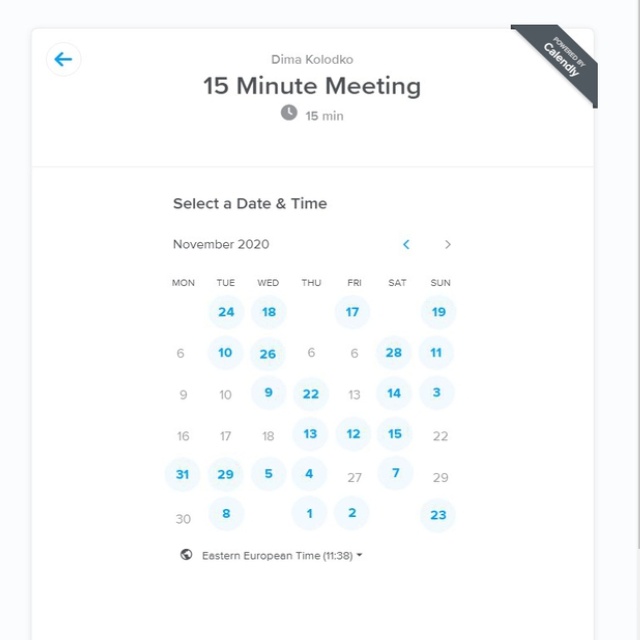 POWERED BY
Calendly
Dima Kolodko
15 Minute Meeting
15 min
Select a Date & Time
November 2020
MON TUE WED THU FRI SAT SUN
24 18 17 19
6 10 26 6 6 28 11
9 10 9 22 13 14 3
16 17 18 13 12 15 22
31 29 5 4 27 7 29
30 8 1 2 23
Eastern European Time (11:38)